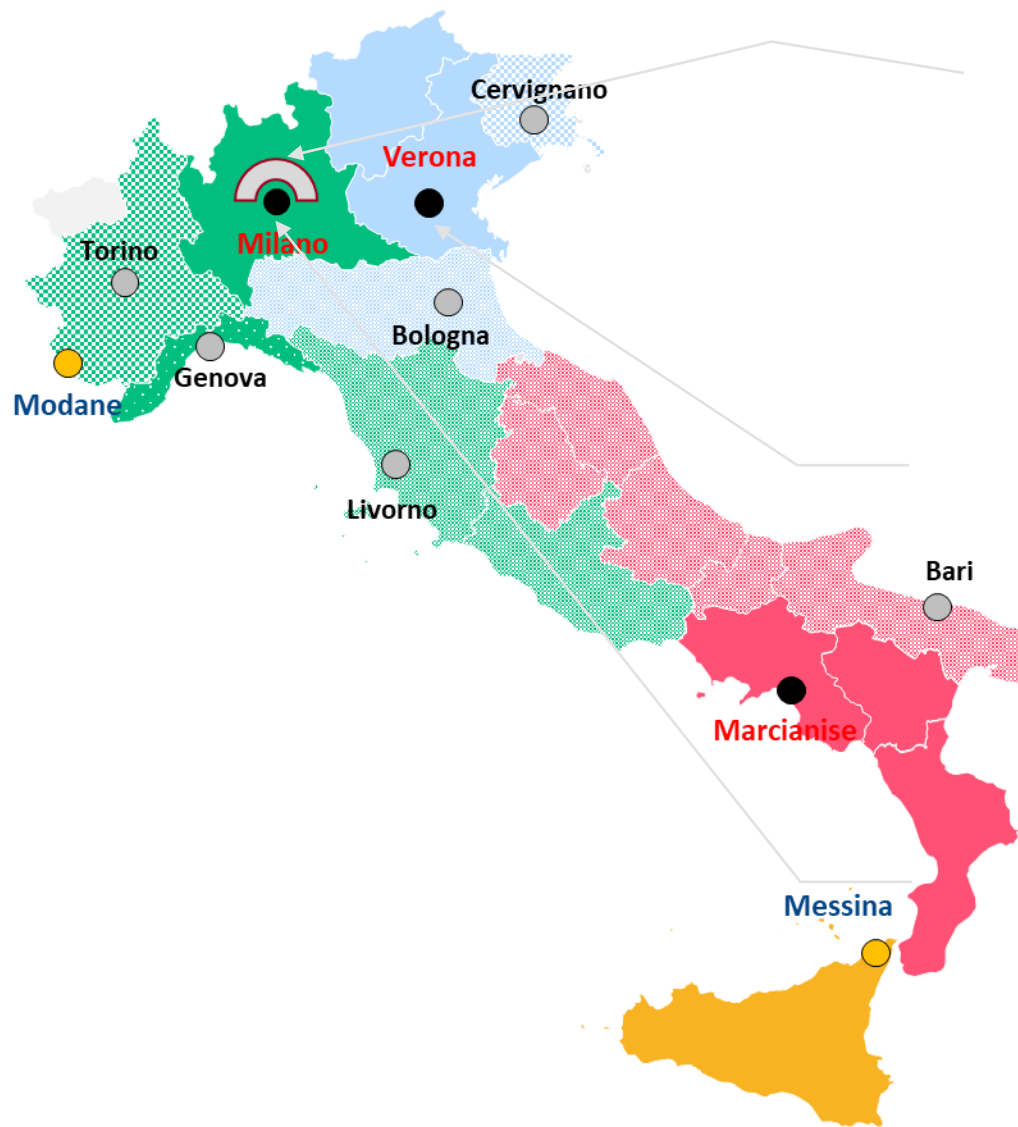 Cervignano
Verona
Milano
Torino
Bologna
Genova
Modane
Livorno
Bari
Marcianise
Messina